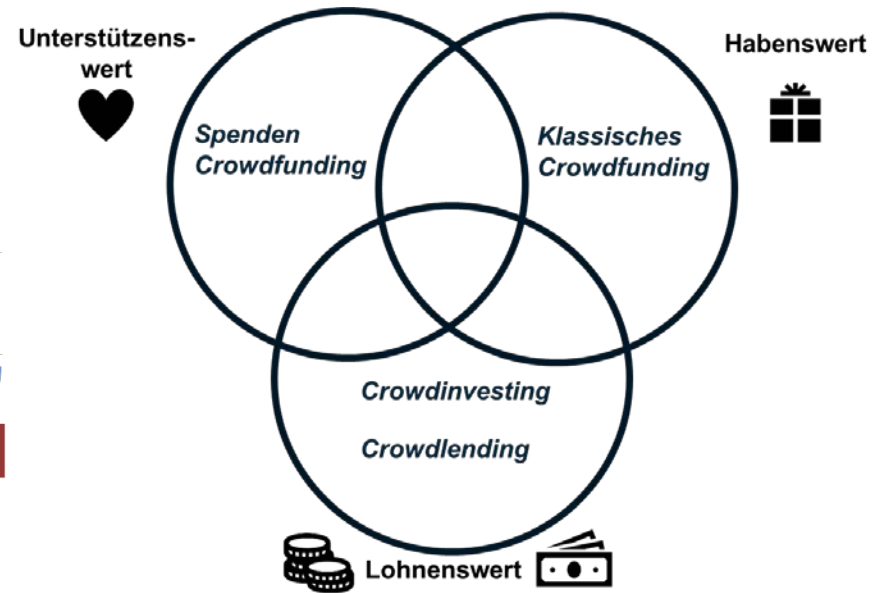 Unterstützens-
wert
Habenswert
Spenden
Crowdfunding
Klassisches
Crowdfunding
Crowdinvesting
Crowdlending
Lohnenswert